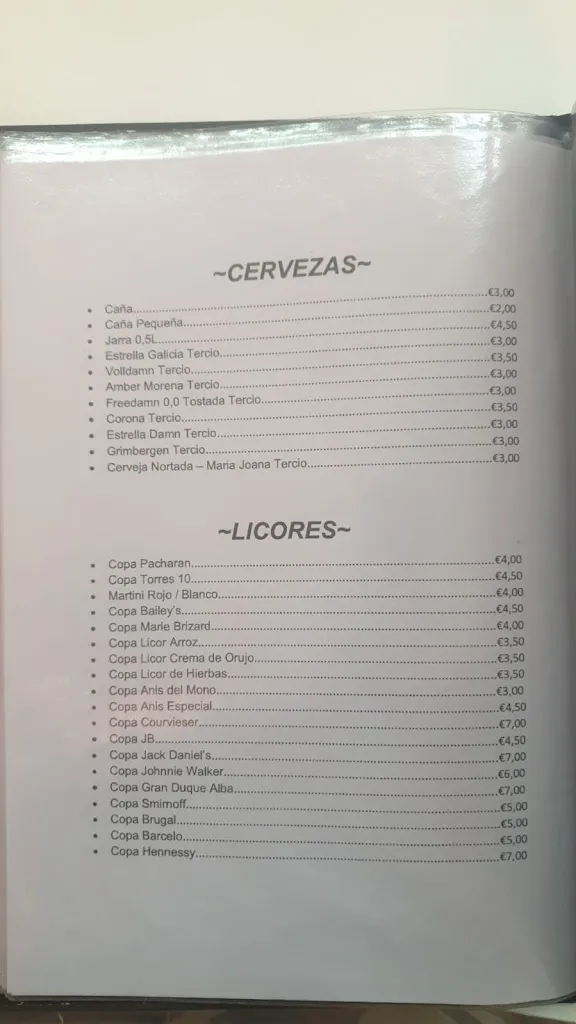 ~CERVEZAS~
• Caña........................€3,00
• Caña Pequeña........................€2,00
• Jarra 0,5L........................€4,50
• Estrella Galicia Tercio........................€3,00
• Volldamn Tercio........................€3,50
• Amber Morena Tercio........................€3,00
• Freedamn 0,0 Tostada Tercio........................€3,00
• Corona Tercio........................€3,50
• Estrella Damn Tercio........................€3,00
• Grimbergen Tercio........................€3,00
• Cerveja Nortada – Maria Joana Tercio........................€3,00
~LICORES~
• Copa Pacharan........................€4,00
• Copa Torres 10........................€4,50
• Martini Rojo / Blanco........................€4,00
• Copa Bailey's........................€4,50
• Copa Marie Brizard........................€4,00
• Copa Licor Arroz........................€3,50
• Copa Licor Crema de Orujo........................€3,50
• Copa Licor de Hierbas........................€3,50
• Copa Anis del Mono........................€3,00
• Copa Anis Especial........................€4,50
• Copa Courvieser........................€7,00
• Copa JB........................€4,50
• Copa Jack Daniel's........................€7,00
• Copa Johnnie Walker........................€6,00
• Copa Gran Duque Alba........................€7,00
• Copa Smirnoff........................€5,00
• Copa Brugal........................€5,00
• Copa Barcelo........................€5,00
• Copa Hennessy........................€7,00